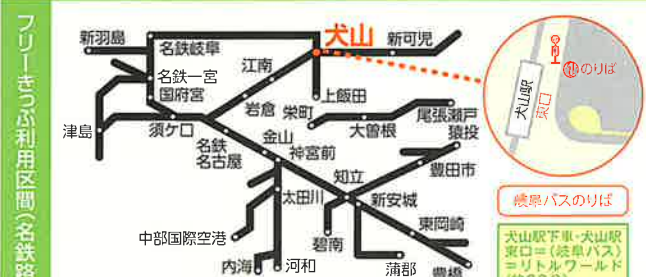 フリーきっぷ利用区間(名鉄路
新羽島
名鉄岐阜
犬山
新可児
名鉄一宮
国府宮
江南
岩倉
上飯田
栄町
大曽根
尾張瀬戸
猿投
津島
須ケ口
名鉄
名古屋
金山
神宮前
知立
豊田市
太田川
新安城
東岡崎
中部国際空港
碧南
内海
河和
蒲郡
豊橋
犬山駅
東口
のりば
岐阜バスのりば
犬山駅下車・犬山駅
東口=(岐阜バス)
=リトルワールド